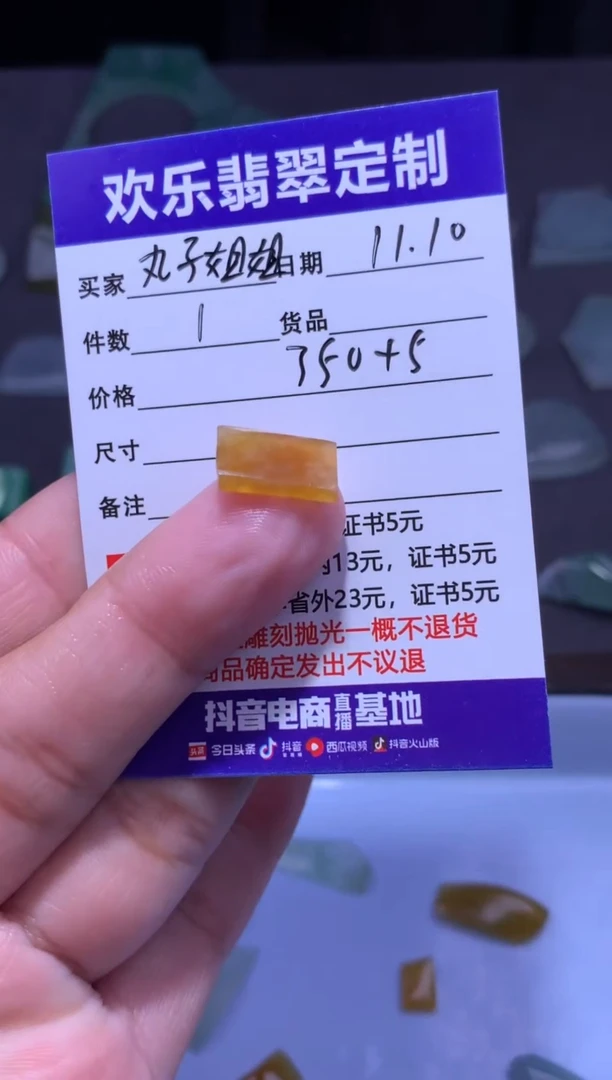 欢乐翡翠定制
买家 丸子姐姐 日期 11.10
件数 1 货品
价格 350+5
尺寸
备注
证书5元
13元，证书5元
省外23元，证书5元
雕刻抛光一概不退货
商品确定发出不议退
抖音电商直播基地
头条 今日头条 抖音 西瓜视频 抖音火山版